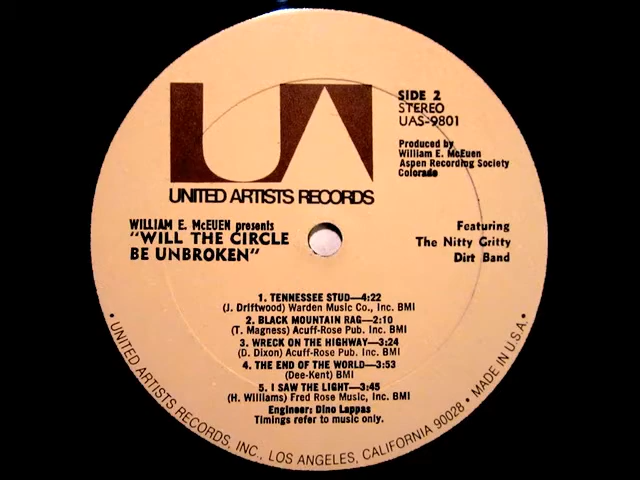 UA
UNITED ARTISTS RECORDS
SIDE 2
STEREO
UAS-9801
Produced by
William E. McEuen
Aspen Recording Society
Colorado
WILLIAM E. McEUEN presents
"WILL THE CIRCLE
BE UNBROKEN"
Featuring
The Nitty Gritty
Dirt Band
1. TENNESSEE STUD—4:22
(J. Driftwood) Warden Music Co., Inc. BMI
2. BLACK MOUNTAIN RAG—2:10
(T. Magness) Acuff-Rose Pub. Inc. BMI
3. WRECK ON THE HIGHWAY—3:24
(D. Dixon) Acuff-Rose Pub. Inc. BMI
4. THE END OF THE WORLD—3:53
(Dee-Kent) BMI
5. I SAW THE LIGHT—3:45
(H. Williams) Fred Rose Music, Inc. BMI
Engineer: Dino Lappas
Timings refer to music only.
• UNITED ARTISTS RECORDS, INC., LOS ANGELES, CALIFORNIA 90028 • MADE IN U.S.A. •